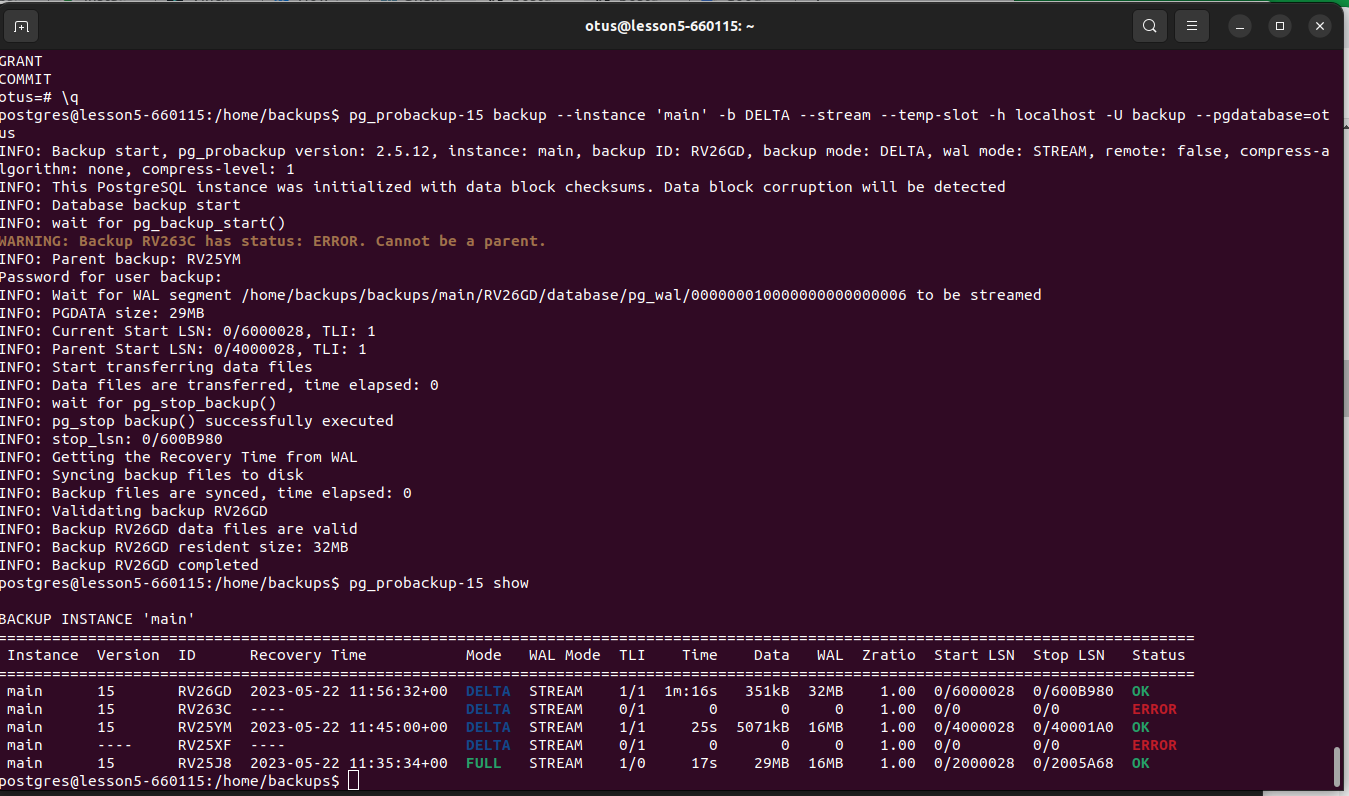 otus@lesson5-660115: ~
GRANT
COMMIT
otus=# \q
postgres@lesson5-660115:/home/backups$ pg_probackup-15 backup --instance 'main' -b DELTA --stream --temp-slot -h localhost -U backup --pgdatabase=ot
us
INFO: Backup start, pg_probackup version: 2.5.12, instance: main, backup ID: RV26GD, backup mode: DELTA, wal mode: STREAM, remote: false, compress-a
lgorithm: none, compress-level: 1
INFO: This PostgreSQL instance was initialized with data block checksums. Data block corruption will be detected
INFO: Database backup start
INFO: wait for pg_backup_start()
WARNING: Backup RV263C has status: ERROR. Cannot be a parent.
INFO: Parent backup: RV25YM
Password for user backup:
INFO: Wait for WAL segment /home/backups/backups/main/RV26GD/database/pg_wal/000000010000000000000006 to be streamed
INFO: PGDATA size: 29MB
INFO: Current Start LSN: 0/6000028, TLI: 1
INFO: Parent Start LSN: 0/4000028, TLI: 1
INFO: Start transferring data files
INFO: Data files are transferred, time elapsed: 0
INFO: wait for pg_stop_backup()
INFO: pg_stop backup() successfully executed
INFO: stop_lsn: 0/600B980
INFO: Getting the Recovery Time from WAL
INFO: Syncing backup files to disk
INFO: Backup files are synced, time elapsed: 0
INFO: Validating backup RV26GD
INFO: Backup RV26GD data files are valid
INFO: Backup RV26GD resident size: 32MB
INFO: Backup RV26GD completed
postgres@lesson5-660115:/home/backups$ pg_probackup-15 show
BACKUP INSTANCE 'main'
Instance Version ID Recovery Time Mode WAL Mode TLI Time Data WAL Zratio Start LSN Stop LSN Status
main 15 RV26GD 2023-05-22 11:56:32+00 DELTA STREAM 1/1 1m:16s 351kB 32MB 1.00 0/6000028 0/600B980 OK
main 15 RV263C ---- DELTA STREAM 0/1 0 0 0 1.00 0/0 0/0 ERROR
main 15 RV25YM 2023-05-22 11:45:00+00 DELTA STREAM 1/1 25s 5071kB 16MB 1.00 0/4000028 0/40001A0 OK
main ---- RV25XF ---- DELTA STREAM 0/1 0 0 0 1.00 0/0 0/0 ERROR
main 15 RV25J8 2023-05-22 11:35:34+00 FULL STREAM 1/0 17s 29MB 16MB 1.00 0/2000028 0/2005A68 OK
postgres@lesson5-660115:/home/backups$